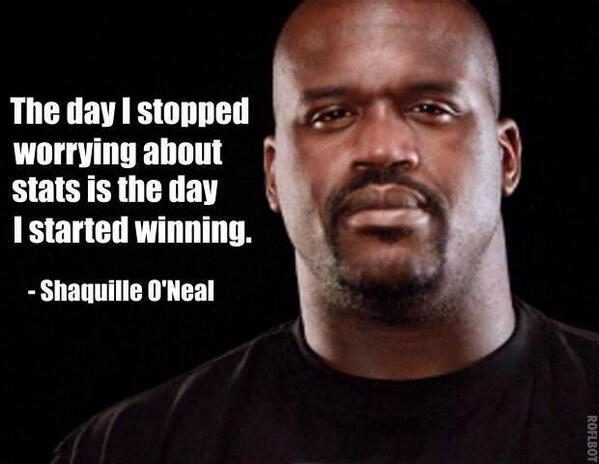 The day I stopped
worrying about
stats is the day
I started winning.
- Shaquille O'Neal
ROFLBOT